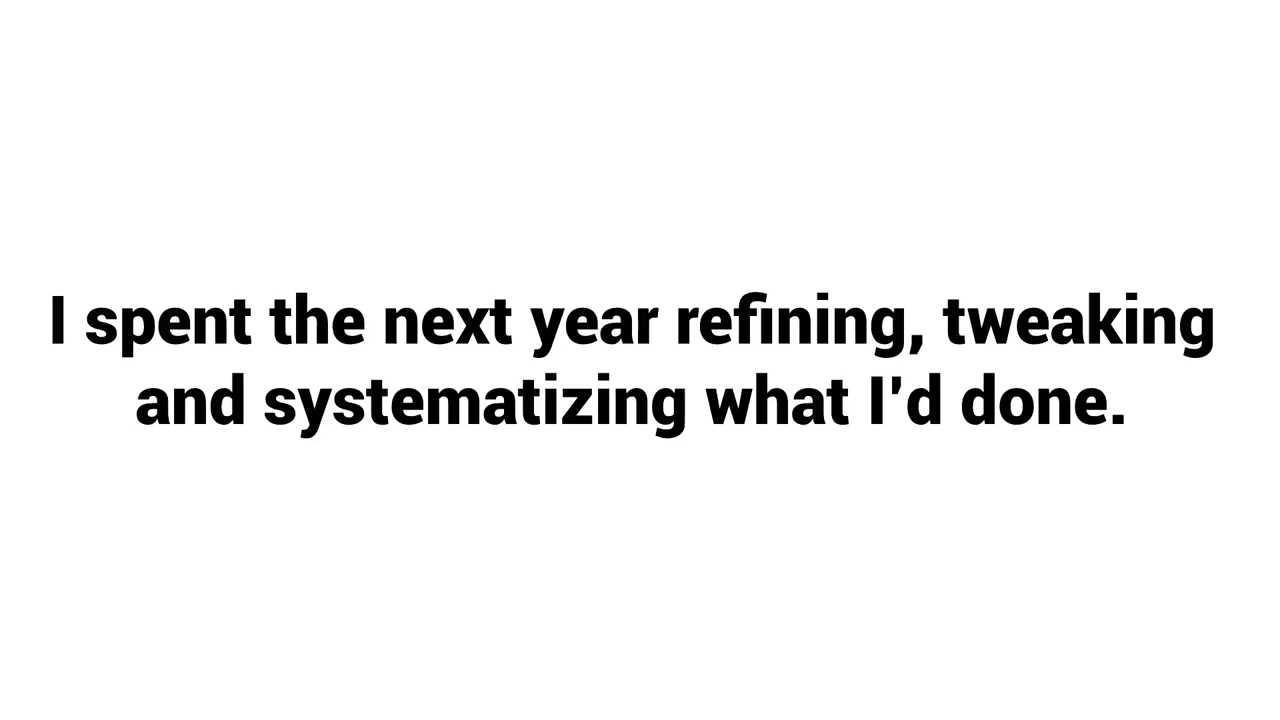 I spent the next year refining, tweaking
and systematizing what I'd done.